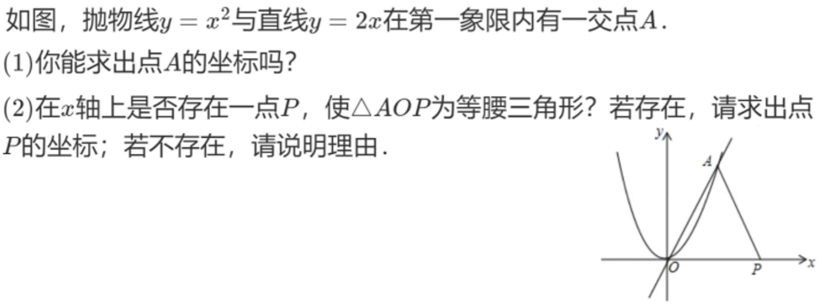 如图，抛物线y = x²与直线y = 2x在第一象限内有一交点A．
(1)你能求出点A的坐标吗？
(2)在x轴上是否存在一点P，使△AOP为等腰三角形？若存在，请求出点
P的坐标；若不存在，请说明理由．
y
A
O
P
x